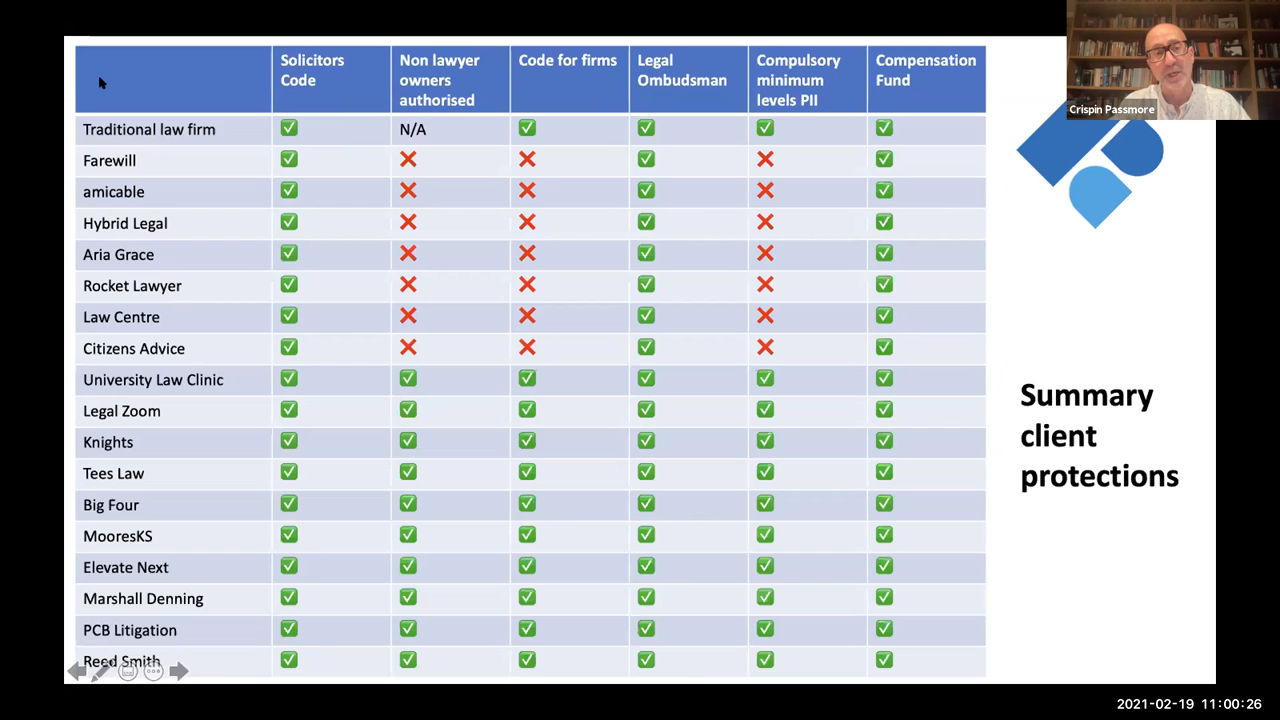 Solicitors Code
Non lawyer owners authorised
Code for firms
Legal Ombudsman
Compulsory minimum levels PII
Compensation Fund
Traditional law firm ✅ N/A ✅ ✅ ✅ ✅
Farewill ✅ ❌ ❌ ✅ ❌ ✅
amicable ✅ ❌ ❌ ✅ ❌ ✅
Hybrid Legal ✅ ❌ ❌ ✅ ❌ ✅
Aria Grace ✅ ❌ ❌ ✅ ❌ ✅
Rocket Lawyer ✅ ❌ ❌ ✅ ❌ ✅
Law Centre ✅ ❌ ❌ ✅ ❌ ✅
Citizens Advice ✅ ❌ ❌ ✅ ❌ ✅
University Law Clinic ✅ ✅ ✅ ✅ ✅ ✅
Legal Zoom ✅ ✅ ✅ ✅ ✅ ✅
Knights ✅ ✅ ✅ ✅ ✅ ✅
Tees Law ✅ ✅ ✅ ✅ ✅ ✅
Big Four ✅ ✅ ✅ ✅ ✅ ✅
MooresKS ✅ ✅ ✅ ✅ ✅ ✅
Elevate Next ✅ ✅ ✅ ✅ ✅ ✅
Marshall Denning ✅ ✅ ✅ ✅ ✅ ✅
PCB Litigation ✅ ✅ ✅ ✅ ✅ ✅
Reed Smith ✅ ✅ ✅ ✅ ✅ ✅
Crispin Passmore
Summary
client
protections
2021-02-19 11:00:26